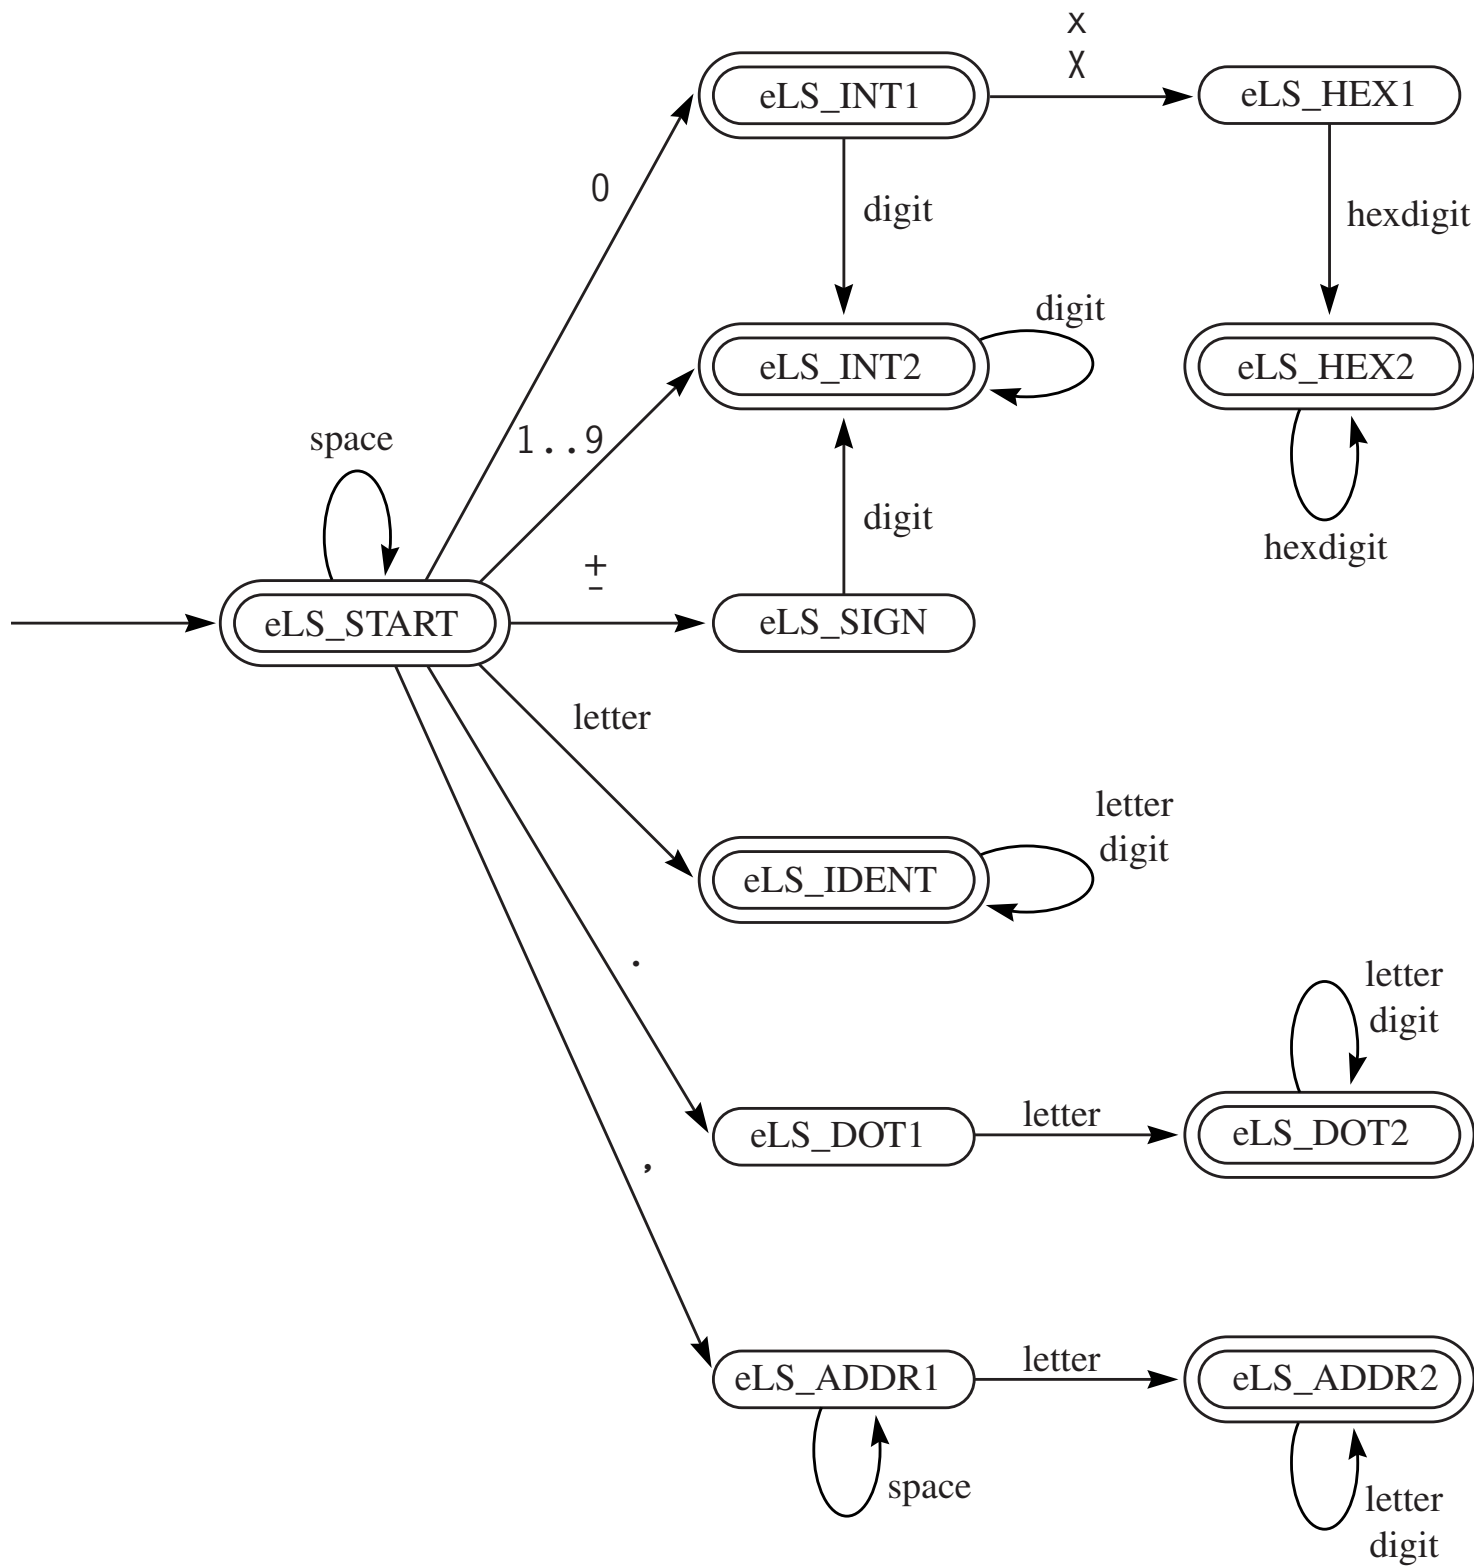 x
X
eLS_INT1
eLS_HEX1
0
digit
hexdigit
digit
eLS_INT2
eLS_HEX2
space
1..9
digit
hexdigit
+
-
eLS_START
eLS_SIGN
letter
letter
digit
eLS_IDENT
.
letter
digit
eLS_DOT1
letter
eLS_DOT2
,
eLS_ADDR1
letter
eLS_ADDR2
space
letter
digit